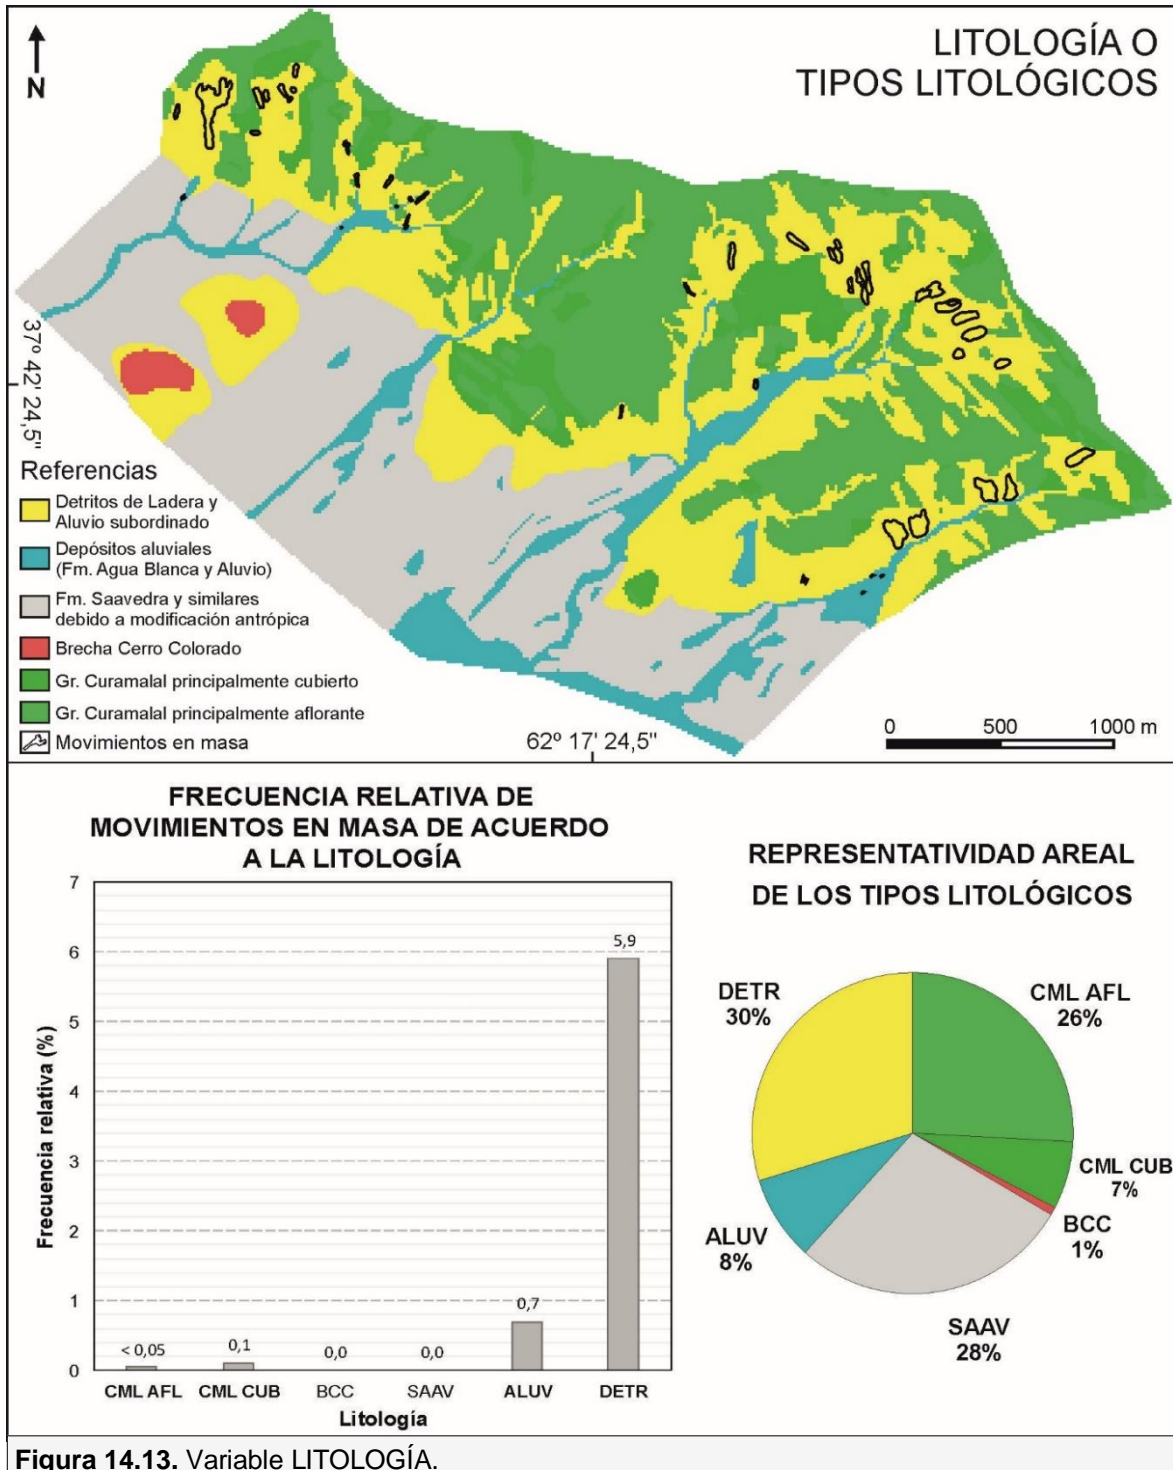 LITOLOGÍA O
TIPOS LITOLÓGICOS
N
37º 42' 24,5"
Referencias
Detritos de Ladera y
Aluvio subordinado
Depósitos aluviales
(Fm. Agua Blanca y Aluvio)
Fm. Saavedra y similares
debido a modificación antrópica
Brecha Cerro Colorado
Gr. Curamalal principalmente cubierto
Gr. Curamalal principalmente aflorante
Movimientos en masa
62º 17' 24,5"
0 500 1000 m
FRECUENCIA RELATIVA DE
MOVIMIENTOS EN MASA DE ACUERDO
A LA LITOLOGÍA
Frecuencia relativa (%)
7
6
5
4
3
2
1
0
< 0,05
0,1
0,0
0,0
0,7
5,9
CML AFL CML CUB BCC SAAV ALUV DETR
Litología
REPRESENTATIVIDAD AREAL
DE LOS TIPOS LITOLÓGICOS
DETR
30%
CML AFL
26%
CML CUB
7%
BCC
1%
SAAV
28%
ALUV
8%
Figura 14.13. Variable LITOLOGÍA.